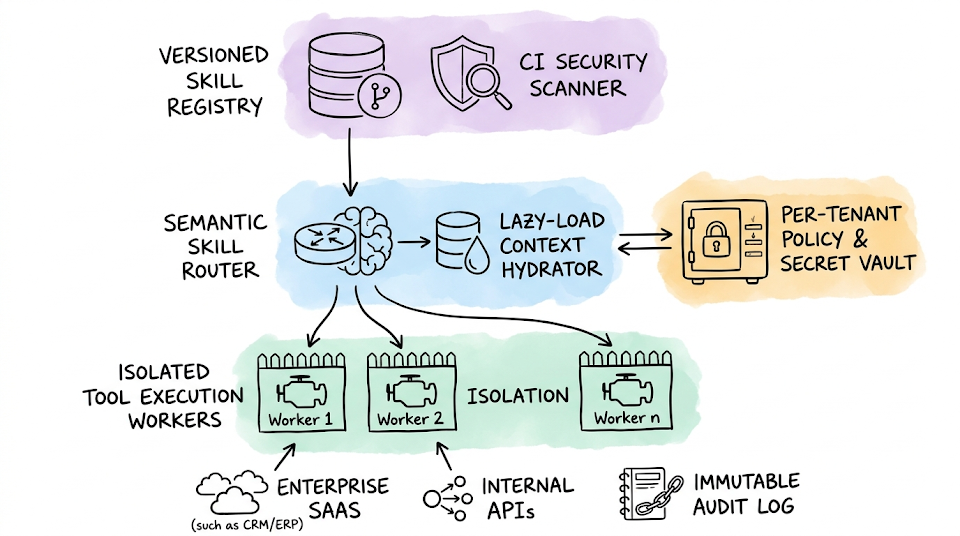 VERSIONED
SKILL
REGISTRY
CI SECURITY
SCANNER
SEMANTIC
SKILL
ROUTER
LAZY-LOAD
CONTEXT
HYDRATOR
PER-TENANT
POLICY &
SECRET VAULT
ISOLATED
TOOL EXECUTION
WORKERS
Worker 1
Worker 2
ISOLATION
Worker n
ENTERPRISE
SAAS
(such as CRM/ERP)
INTERNAL
APIs
IMMUTABLE
AUDIT LOG